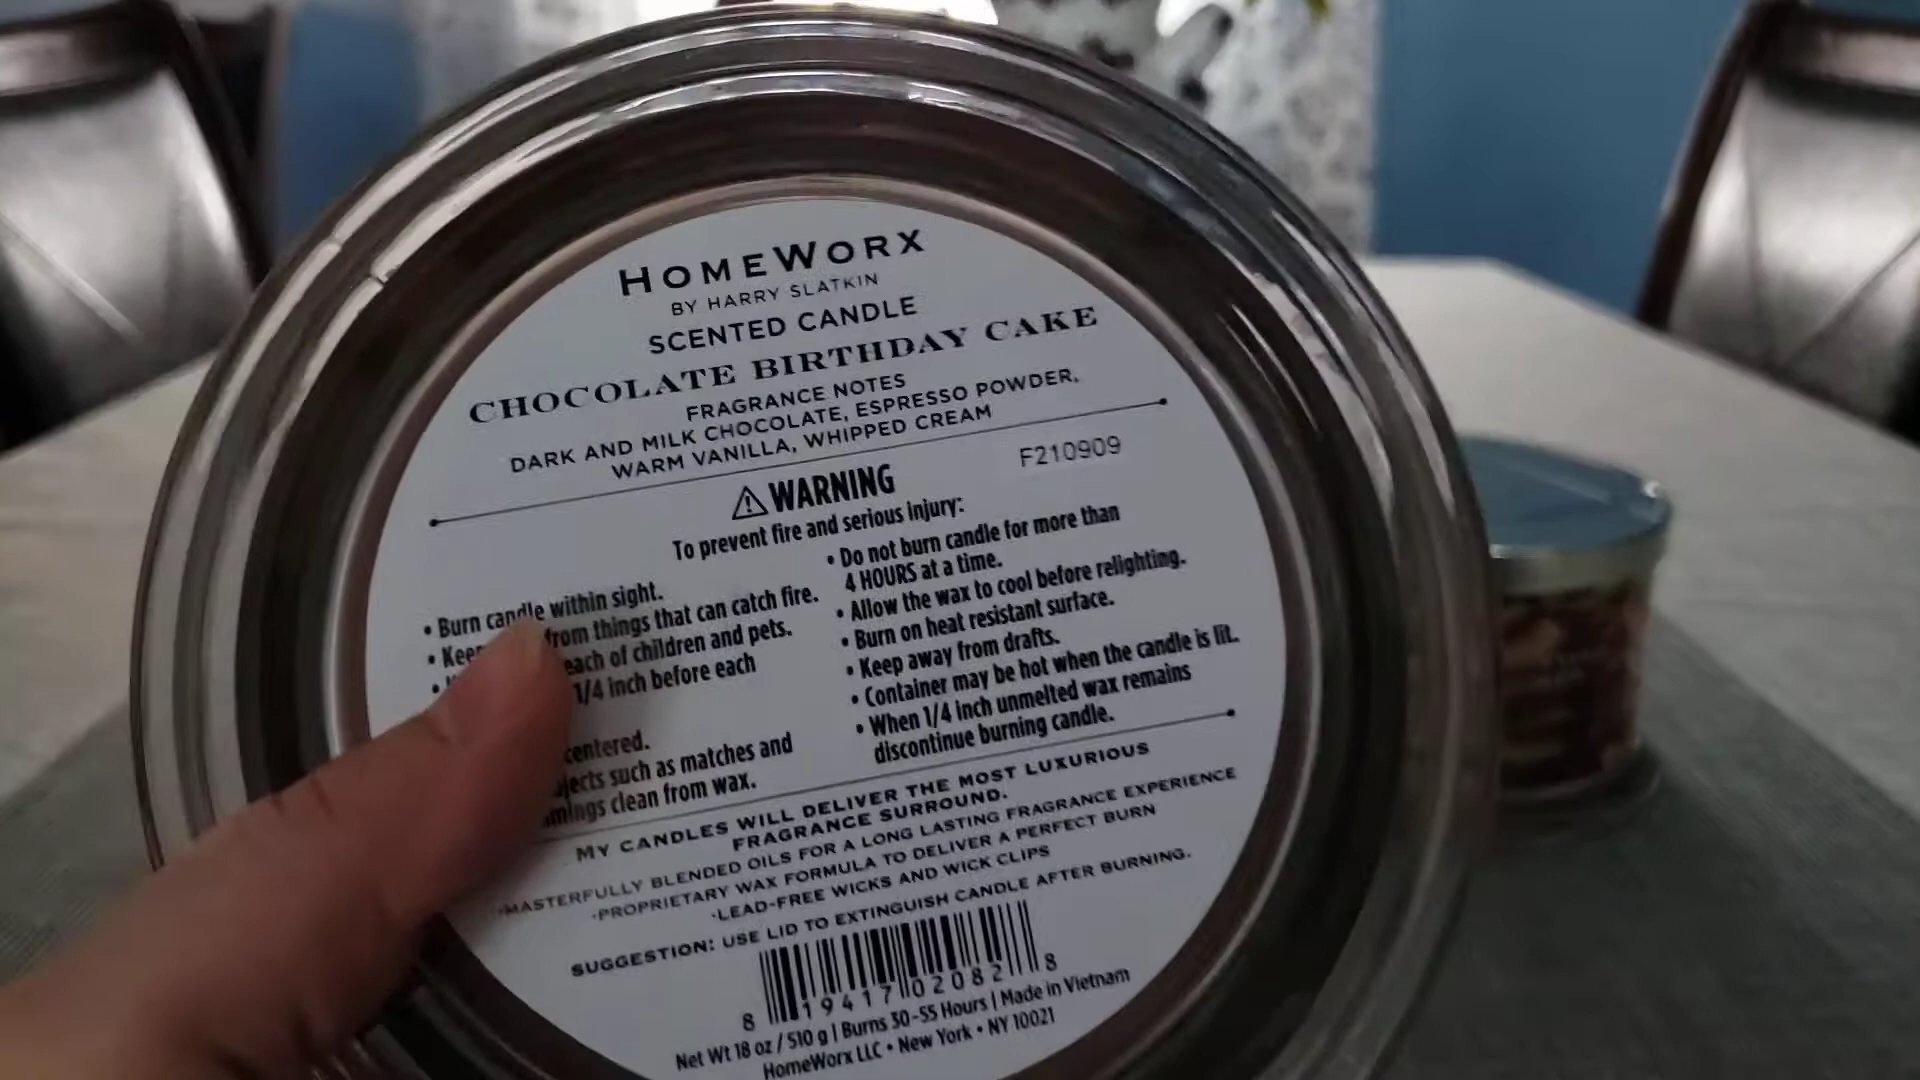 HOMEWORX
BY HARRY SLATKIN
SCENTED CANDLE
CHOCOLATE BIRTHDAY CAKE
FRAGRANCE NOTES
DARK AND MILK CHOCOLATE, ESPRESSO POWDER,
WARM VANILLA, WHIPPED CREAM
F210909
WARNING
To prevent fire and serious injury:
• Burn candle within sight.
• Keep from things that can catch fire.
• each of children and pets.
1/4 inch before each
centered.
jects such as matches and
mings clean from wax.
• Do not burn candle for more than
4 HOURS at a time.
• Allow the wax to cool before relighting.
• Burn on heat resistant surface.
• Keep away from drafts.
• Container may be hot when the candle is lit.
• When 1/4 inch unmelted wax remains
discontinue burning candle.
MY CANDLES WILL DELIVER THE MOST LUXURIOUS
FRAGRANCE SURROUND.
•MASTERFULLY BLENDED OILS FOR A LONG LASTING FRAGRANCE EXPERIENCE
•PROPRIETARY WAX FORMULA TO DELIVER A PERFECT BURN
•LEAD-FREE WICKS AND WICK CLIPS
SUGGESTION: USE LID TO EXTINGUISH CANDLE AFTER BURNING.
8 19417 02082 8
Net Wt 18 oz / 510 g | Burns 30-55 Hours | Made in Vietnam
HomeWorx LLC • New York • NY 10021